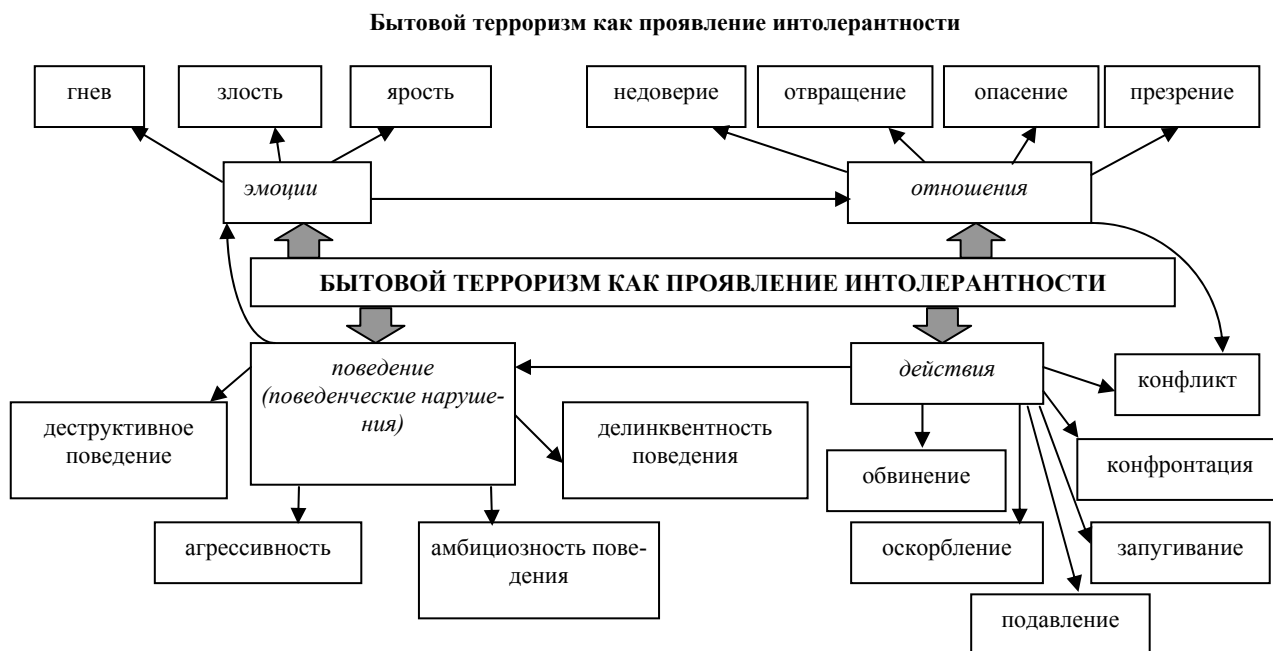 Бытовой терроризм как проявление интолерантности
гнев
злость
ярость
недоверие
отвращение
опасение
презрение
эмоции
отношения
БЫТОВОЙ ТЕРРОРИЗМ КАК ПРОЯВЛЕНИЕ ИНТОЛЕРАНТНОСТИ
поведение
(поведенческие наруше-
ния)
действия
конфликт
деструктивное
поведение
делинквентность
поведения
обвинение
конфронтация
агрессивность
амбициозность пове-
дения
оскорбление
запугивание
подавление